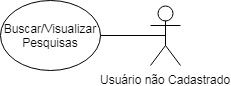 Buscar/Visualizar
Pesquisas
Usuário não Cadastrado